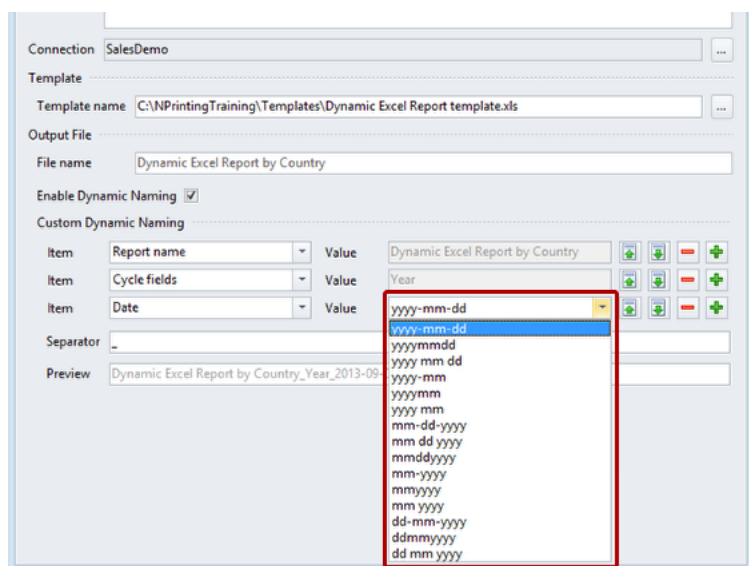 Connection SalesDemo ...
Template
Template name C:\NPrintingTraining\Templates\Dynamic Excel Report template.xls ...
Output File
File name Dynamic Excel Report by Country
Enable Dynamic Naming
Custom Dynamic Naming
Item Report name Value Dynamic Excel Report by Country
Item Cycle fields Value Year
Item Date Value yyyy-mm-dd
Separator _
Preview Dynamic Excel Report by Country_Year_2013-09-
yyyy-mm-dd
yyyymmdd
yyyy mm dd
yyyy-mm
yyyymm
yyyy mm
mm-dd-yyyy
mm dd yyyy
mmddyyyy
mm-yyyy
mmyyyy
mm yyyy
dd-mm-yyyy
ddmmyyyy
dd mm yyyy